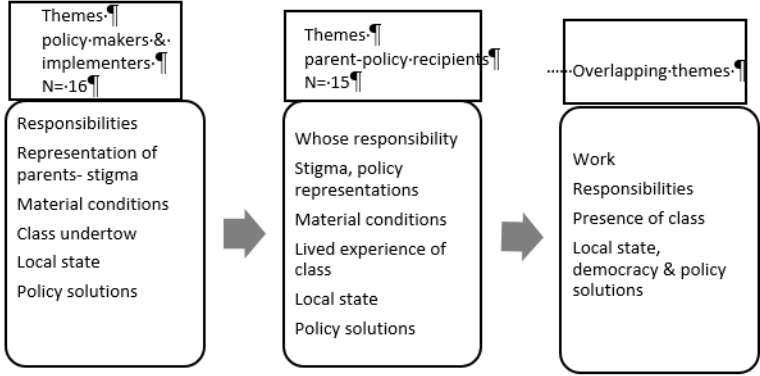 Themes·¶
policy·makers·&·
implementers·¶
N=·16¶
Responsibilities
Representation of
parents- stigma
Material conditions
Class undertow
Local state
Policy solutions
Themes·¶
parent-policy·recipients¶
N=·15¶
Whose responsibility
Stigma, policy
representations
Material conditions
Lived experience of
class
Local state
Policy solutions
······Overlapping·themes·¶
Work
Responsibilities
Presence of class
Local state,
democracy & policy
solutions